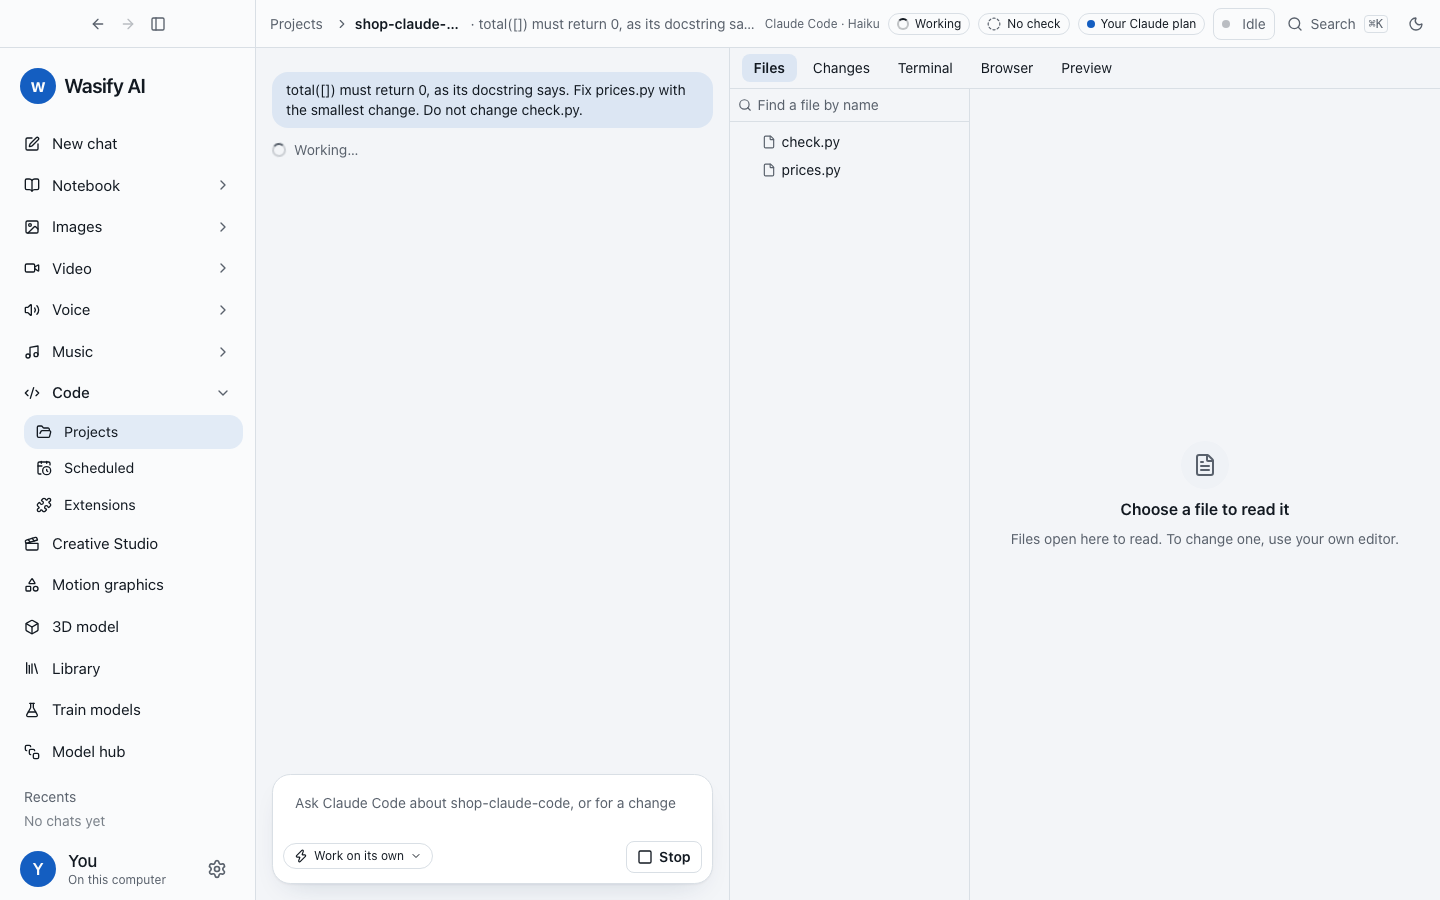 Projects
shop-claude-...
· total([]) must return 0, as its docstring sa...
Claude Code · Haiku
Working
No check
Your Claude plan
Idle
Search
⌘K
W
Wasify AI
New chat
Notebook
Images
Video
Voice
Music
Code
Projects
Scheduled
Extensions
Creative Studio
Motion graphics
3D model
Library
Train models
Model hub
Recents
No chats yet
Y
You
On this computer
total([]) must return 0, as its docstring says. Fix prices.py with
the smallest change. Do not change check.py.
Working...
Ask Claude Code about shop-claude-code, or for a change
Work on its own
Stop
Files
Changes
Terminal
Browser
Preview
Find a file by name
check.py
prices.py
Choose a file to read it
Files open here to read. To change one, use your own editor.